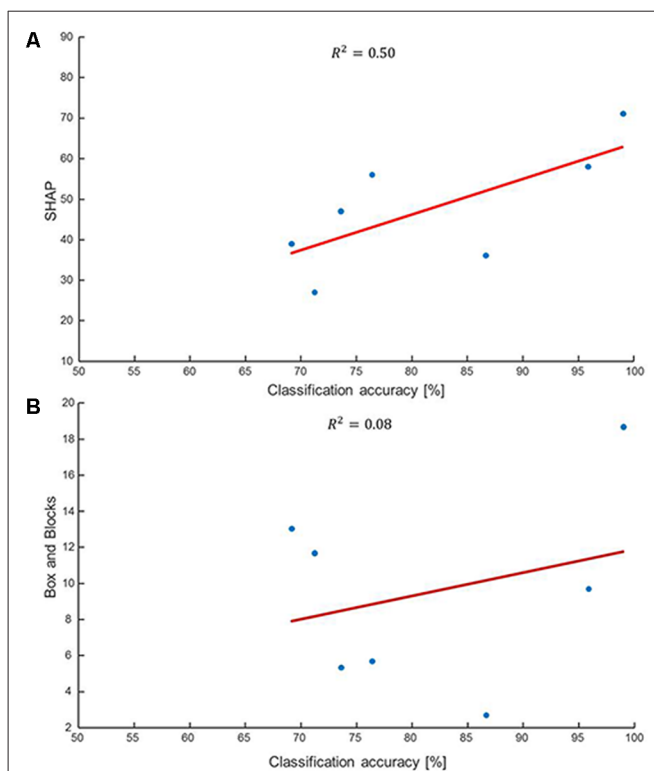 A
R² = 0.50
90
80
70
60
50
40
30
20
10
SHAP
50 55 60 65 70 75 80 85 90 95 100
Classification accuracy [%]
B
R² = 0.08
20
18
16
14
12
10
8
6
4
2
Box and Blocks
50 55 60 65 70 75 80 85 90 95 100
Classification accuracy [%]